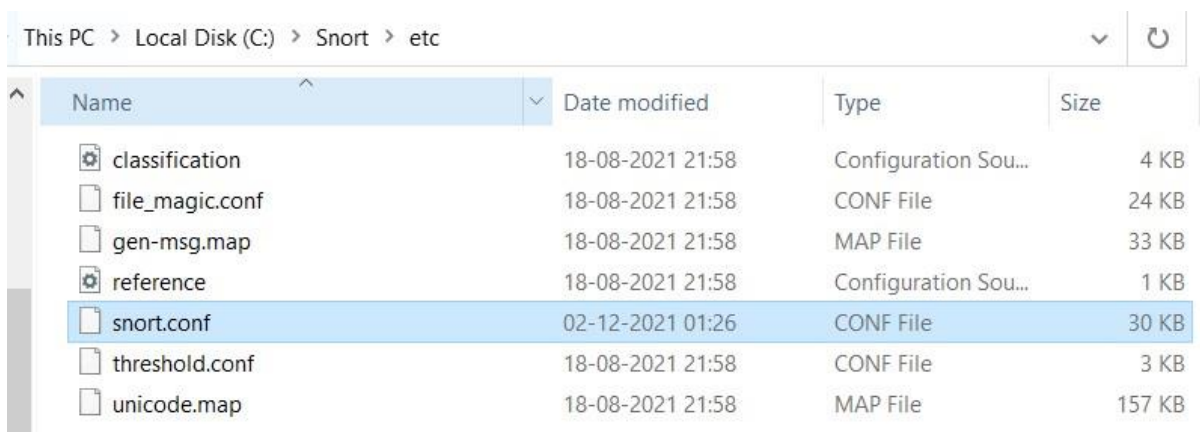 This PC > Local Disk (C:) > Snort > etc
Name Date modified Type Size
classification 18-08-2021 21:58 Configuration Sou... 4 KB
file_magic.conf 18-08-2021 21:58 CONF File 24 KB
gen-msg.map 18-08-2021 21:58 MAP File 33 KB
reference 18-08-2021 21:58 Configuration Sou... 1 KB
snort.conf 02-12-2021 01:26 CONF File 30 KB
threshold.conf 18-08-2021 21:58 CONF File 3 KB
unicode.map 18-08-2021 21:58 MAP File 157 KB